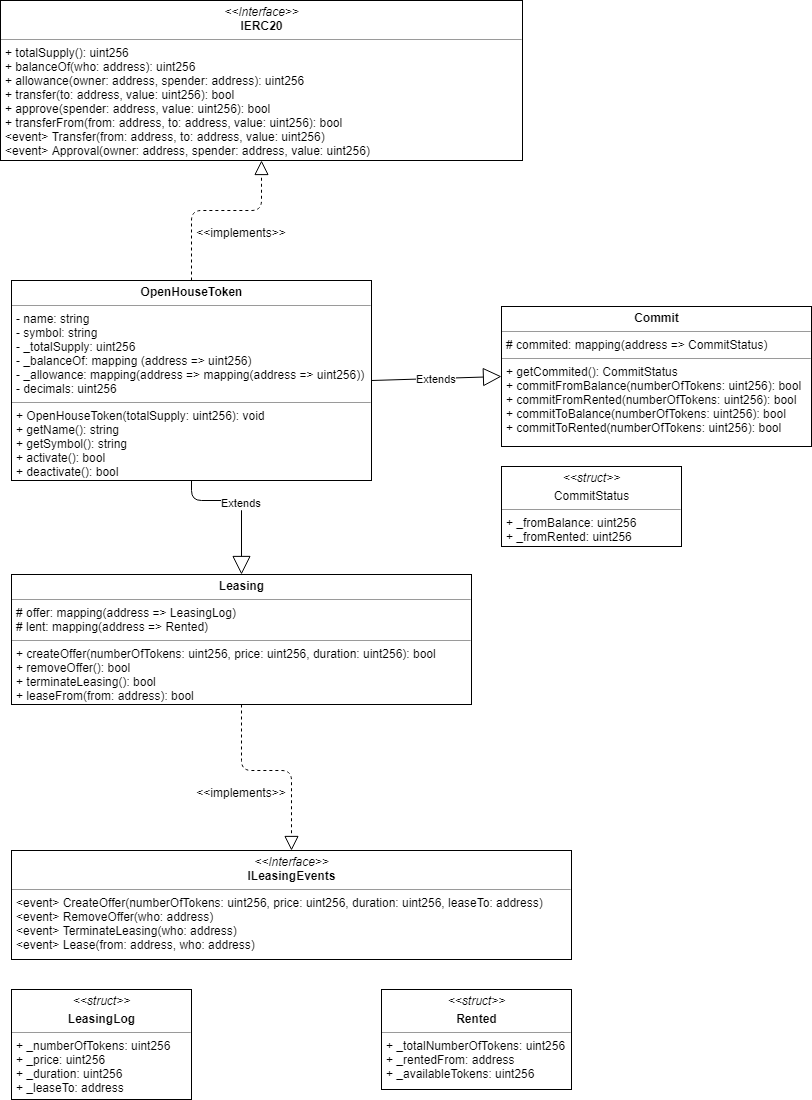 <<Interface>>
IERC20
+ totalSupply(): uint256
+ balanceOf(who: address): uint256
+ allowance(owner: address, spender: address): uint256
+ transfer(to: address, value: uint256): bool
+ approve(spender: address, value: uint256): bool
+ transferFrom(from: address, to: address, value: uint256): bool
<event> Transfer(from: address, to: address, value: uint256)
<event> Approval(owner: address, spender: address, value: uint256)
<<implements>>
OpenHouseToken
- name: string
- symbol: string
- _totalSupply: uint256
- _balanceOf: mapping (address => uint256)
- _allowance: mapping(address => mapping(address => uint256))
- decimals: uint256
+ OpenHouseToken(totalSupply: uint256): void
+ getName(): string
+ getSymbol(): string
+ activate(): bool
+ deactivate(): bool
Extends
Commit
# commited: mapping(address => CommitStatus)
+ getCommited(): CommitStatus
+ commitFromBalance(numberOfTokens: uint256): bool
+ commitFromRented(numberOfTokens: uint256): bool
+ commitToBalance(numberOfTokens: uint256): bool
+ commitToRented(numberOfTokens: uint256): bool
<<struct>>
CommitStatus
+ _fromBalance: uint256
+ _fromRented: uint256
Extends
Leasing
# offer: mapping(address => LeasingLog)
# lent: mapping(address => Rented)
+ createOffer(numberOfTokens: uint256, price: uint256, duration: uint256): bool
+ removeOffer(): bool
+ terminateLeasing(): bool
+ leaseFrom(from: address): bool
<<implements>>
<<Interface>>
ILeasingEvents
<event> CreateOffer(numberOfTokens: uint256, price: uint256, duration: uint256, leaseTo: address)
<event> RemoveOffer(who: address)
<event> TerminateLeasing(who: address)
<event> Lease(from: address, who: address)
<<struct>>
LeasingLog
+ _numberOfTokens: uint256
+ _price: uint256
+ _duration: uint256
+ _leaseTo: address
<<struct>>
Rented
+ _totalNumberOfTokens: uint256
+ _rentedFrom: address
+ _availableTokens: uint256